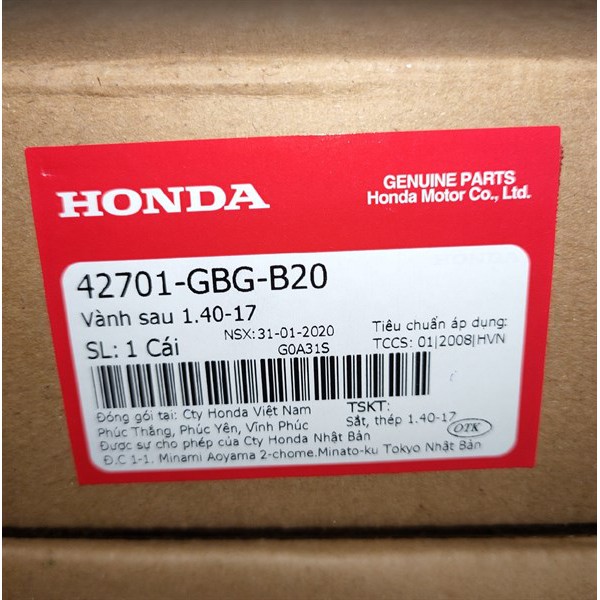 HONDA
GENUINE PARTS
Honda Motor Co., Ltd.
42701-GBG-B20
Vành sau 1.40-17
NSX: 31-01-2020
Tiêu chuẩn áp dụng:
SL: 1 Cái
G0A31S
TCCS: 01|2008|HVN
Đóng gói tại: Cty Honda Việt Nam
TSKT:
Phúc Thắng, Phúc Yên, Vĩnh Phúc
Sắt, thép 1.40-17
Được sự cho phép của Cty Honda Nhật Bản
OTK
Đ.C 1-1. Minami Aoyama 2-chome.Minato-ku Tokyo Nhật Bản